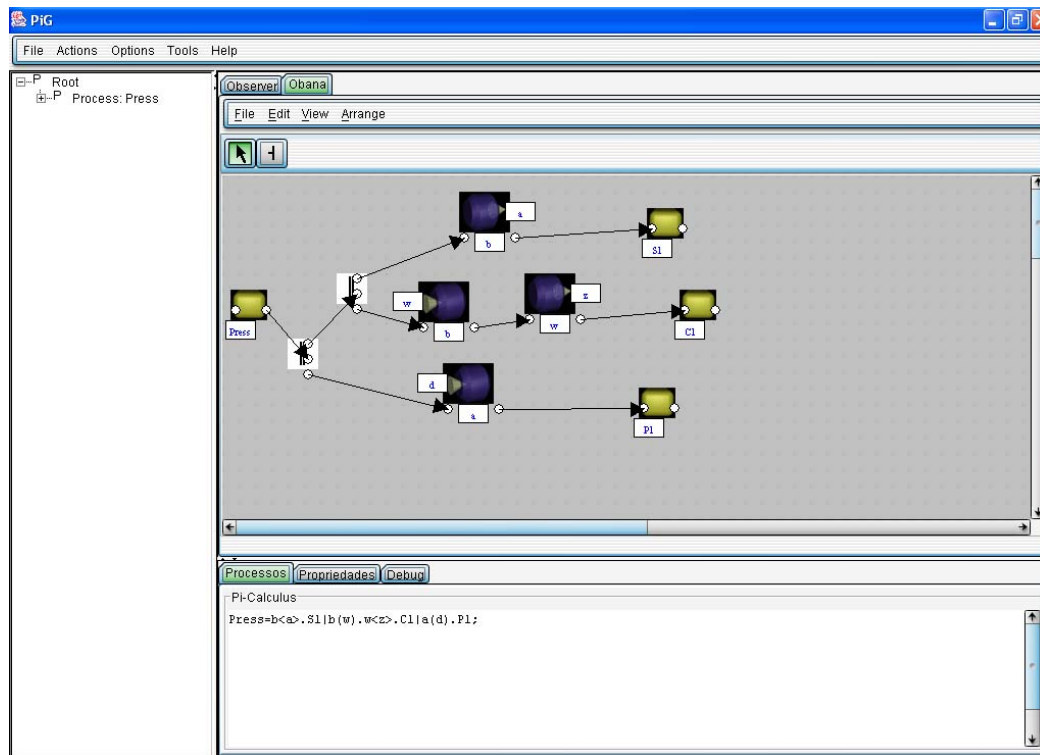 PiG
File Actions Options Tools Help
Root
Process: Press
Observer Obana
File Edit View Arrange
a
b
S1
w
z
Press
b
w
C1
d
a
P1
Processos Propriedades Debug
Pi-Calculus
Press=b<a>.S1|b(w).w<z>.C1|a(d).P1;